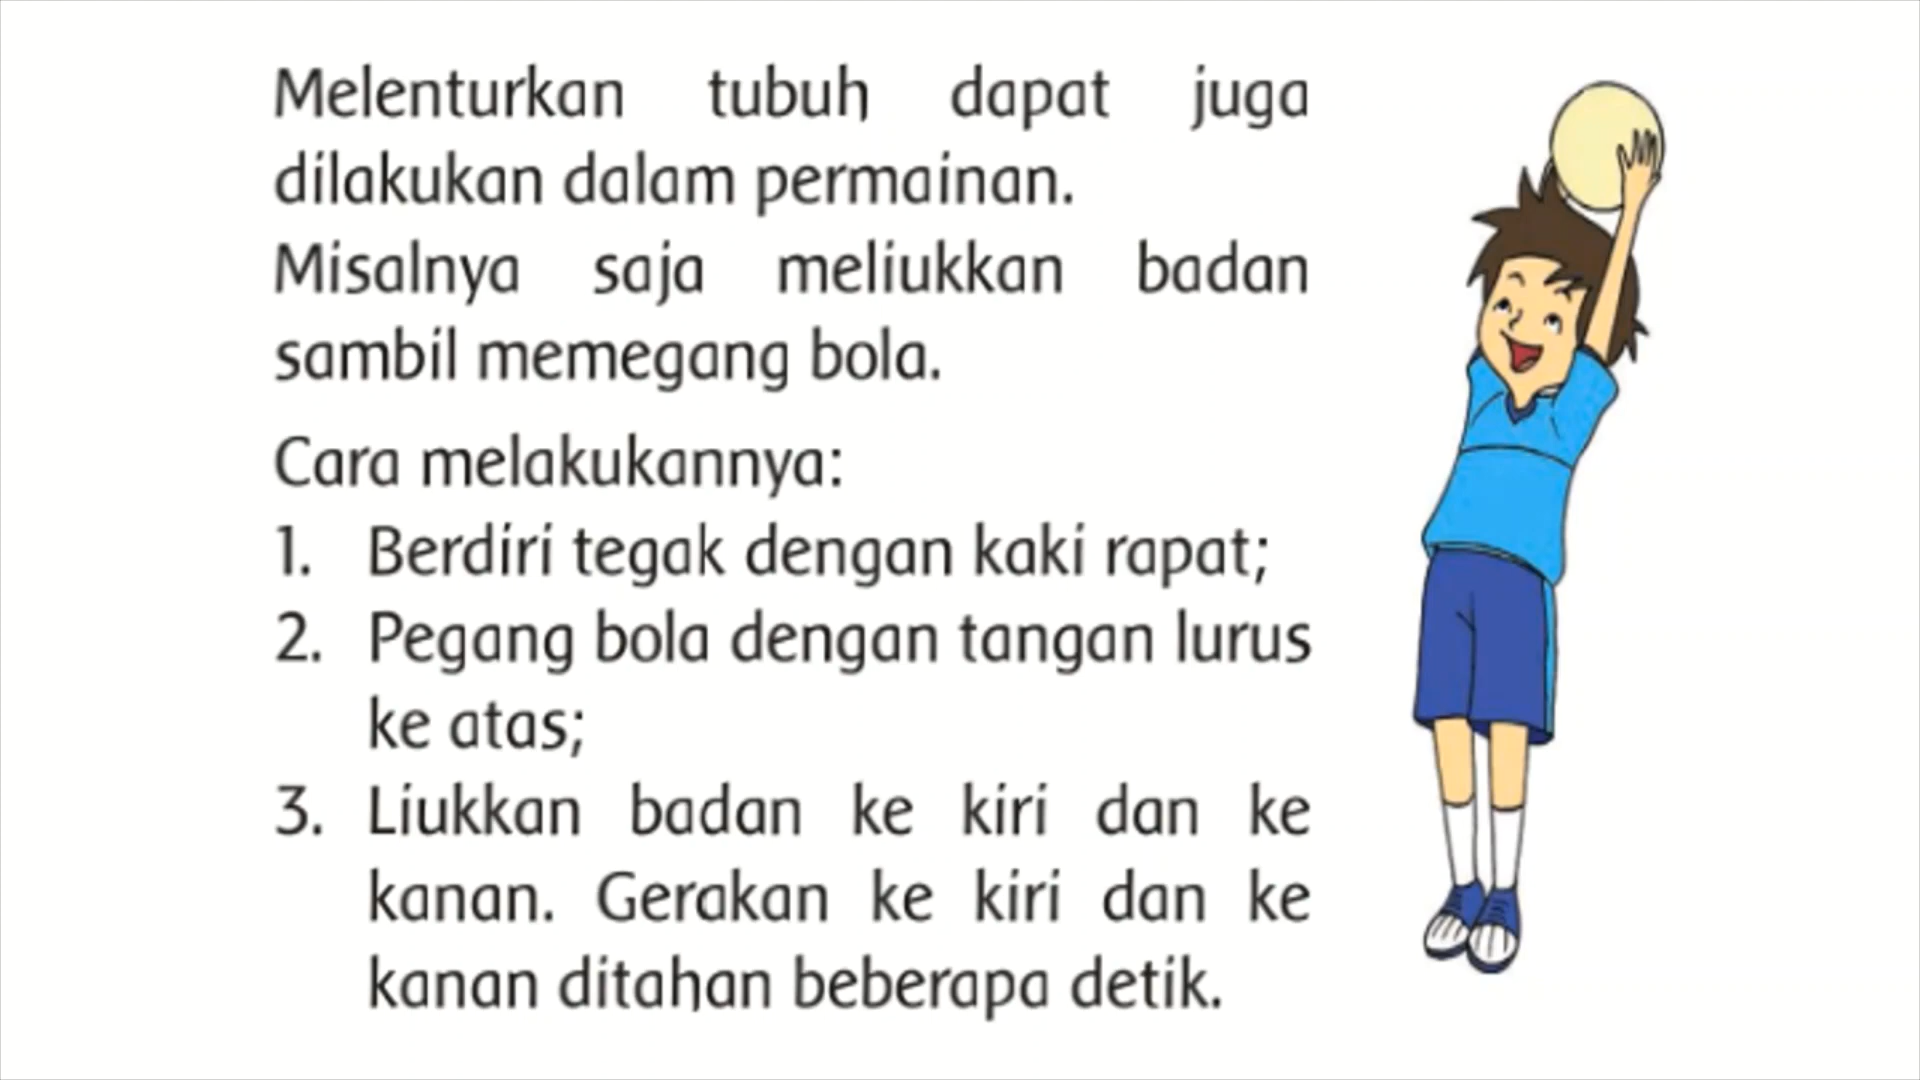 Melenturkan tubuh dapat juga
dilakukan dalam permainan.
Misalnya saja meliukkan badan
sambil memegang bola.
Cara melakukannya:
1. Berdiri tegak dengan kaki rapat;
2. Pegang bola dengan tangan lurus
ke atas;
3. Liukkan badan ke kiri dan ke
kanan. Gerakan ke kiri dan ke
kanan ditahan beberapa detik.